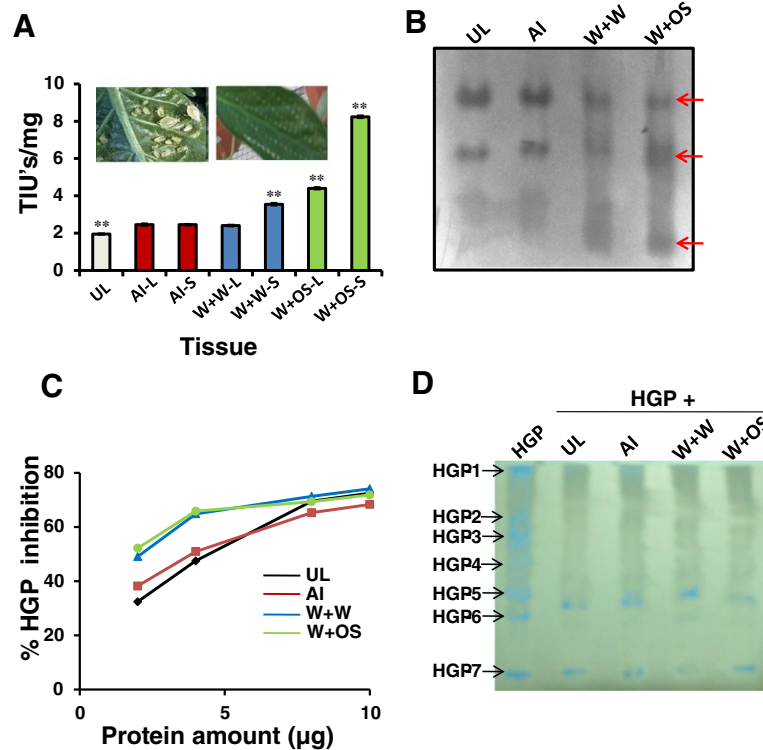 A
TIU's/mg
10
8
6
4
2
0
**
**
**
**
UL
AI-L
AI-S
W+W-L
W+W-S
W+OS-L
W+OS-S
Tissue
B
UL
AI
W+W
W+OS
C
% HGP inhibition
80
60
40
20
0
0
5
10
UL
AI
W+W
W+OS
Protein amount (µg)
D
HGP +
HGP
UL
AI
W+W
W+OS
HGP1
HGP2
HGP3
HGP4
HGP5
HGP6
HGP7